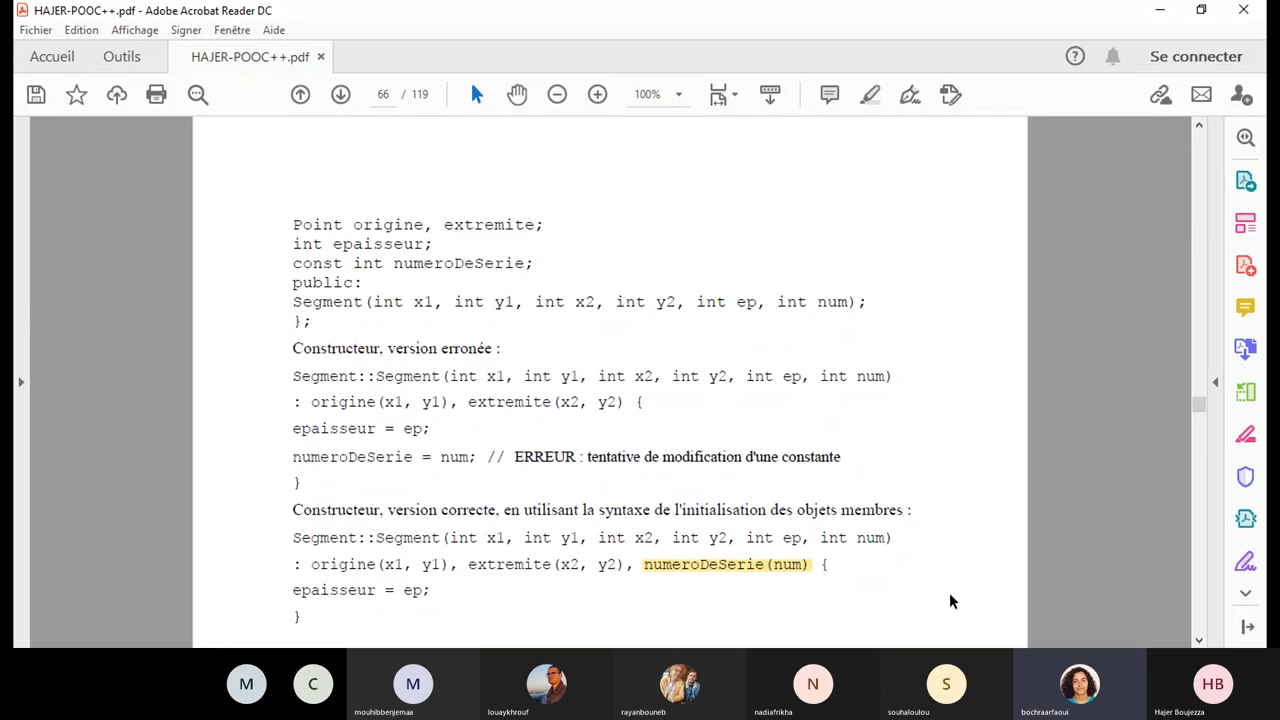 HAJER-POOC++.pdf - Adobe Acrobat Reader DC
Fichier Edition Affichage Signer Fenêtre Aide
Accueil Outils HAJER-POOC++.pdf × Se connecter
66 / 119 100%
Point origine, extremite;
int epaisseur;
const int numeroDeSerie;
public:
Segment(int x1, int y1, int x2, int y2, int ep, int num);
};
Constructeur, version erronée :
Segment::Segment(int x1, int y1, int x2, int y2, int ep, int num)
: origine(x1, y1), extremite(x2, y2) {
epaisseur = ep;
numeroDeSerie = num; // ERREUR : tentative de modification d'une constante
}
Constructeur, version correcte, en utilisant la syntaxe de l'initialisation des objets membres :
Segment::Segment(int x1, int y1, int x2, int y2, int ep, int num)
: origine(x1, y1), extremite(x2, y2), numeroDeSerie(num) {
epaisseur = ep;
}
M C M N S HB
mouhibbenjemaa louaykhrouf rayanbouneb nadiafrikha souhaloulou bochraarfaoui Hajer Boujezza